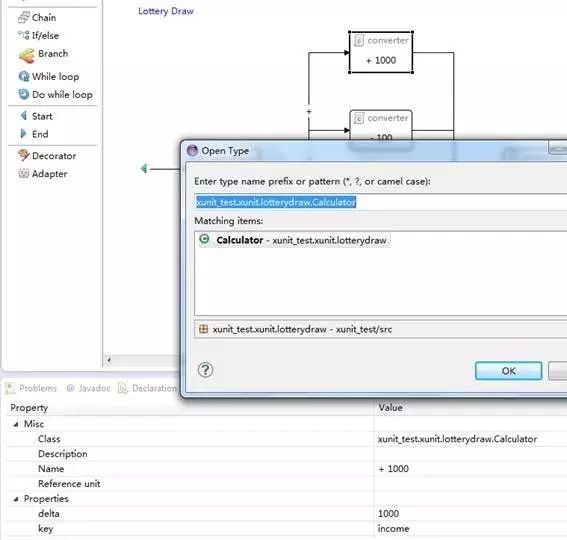 Chain
If/else
Branch
While loop
Do while loop
Start
End
Decorator
Adapter
Lottery Draw
converter
+ 1000
+
converter
- 100
Open Type
Enter type name prefix or pattern (*, ?, or camel case):
xunit_test.xunit.lotterydraw.Calculator
Matching items:
Calculator - xunit_test.xunit.lotterydraw
xunit_test.xunit.lotterydraw - xunit_test/src
?
OK
Problems @ Javadoc Declaration
Property Value
Misc
Class xunit_test.xunit.lotterydraw.Calculator
Description
Name + 1000
Reference unit
Properties
delta 1000
key income